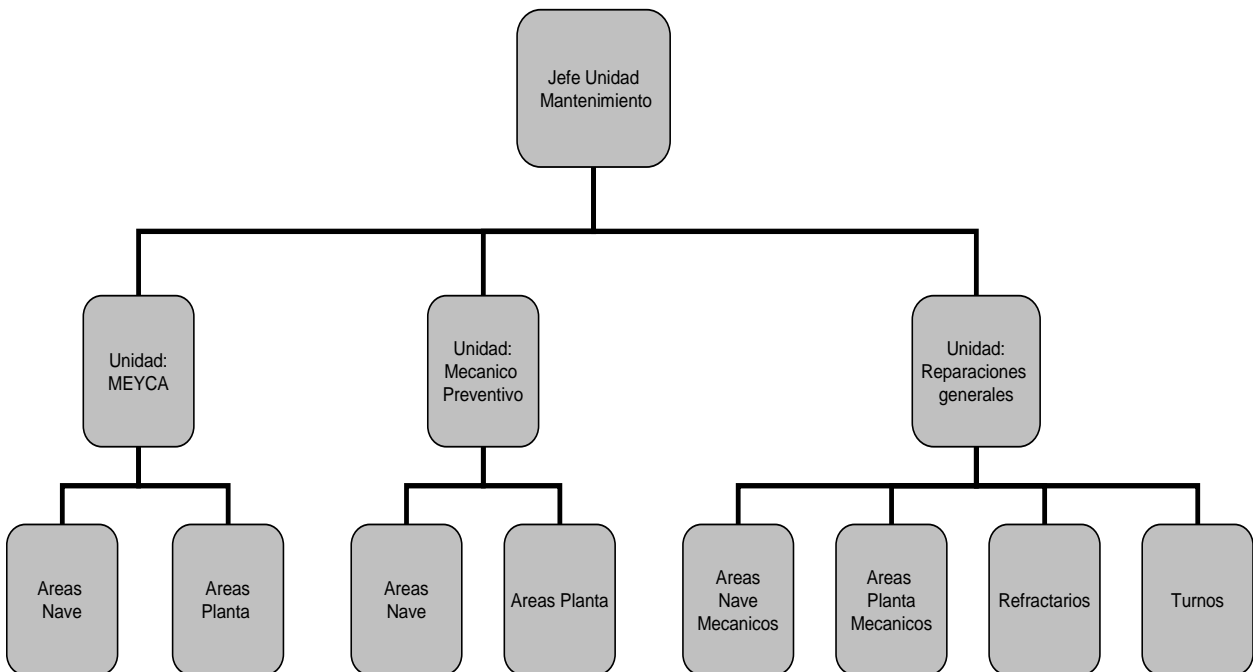 Jefe Unidad
Mantenimiento
Unidad:
MEYCA
Unidad:
Mecanico
Preventivo
Unidad:
Reparaciones
generales
Areas
Nave
Areas
Planta
Areas
Nave
Areas Planta
Areas
Nave
Mecanicos
Areas
Planta
Mecanicos
Refractarios
Turnos